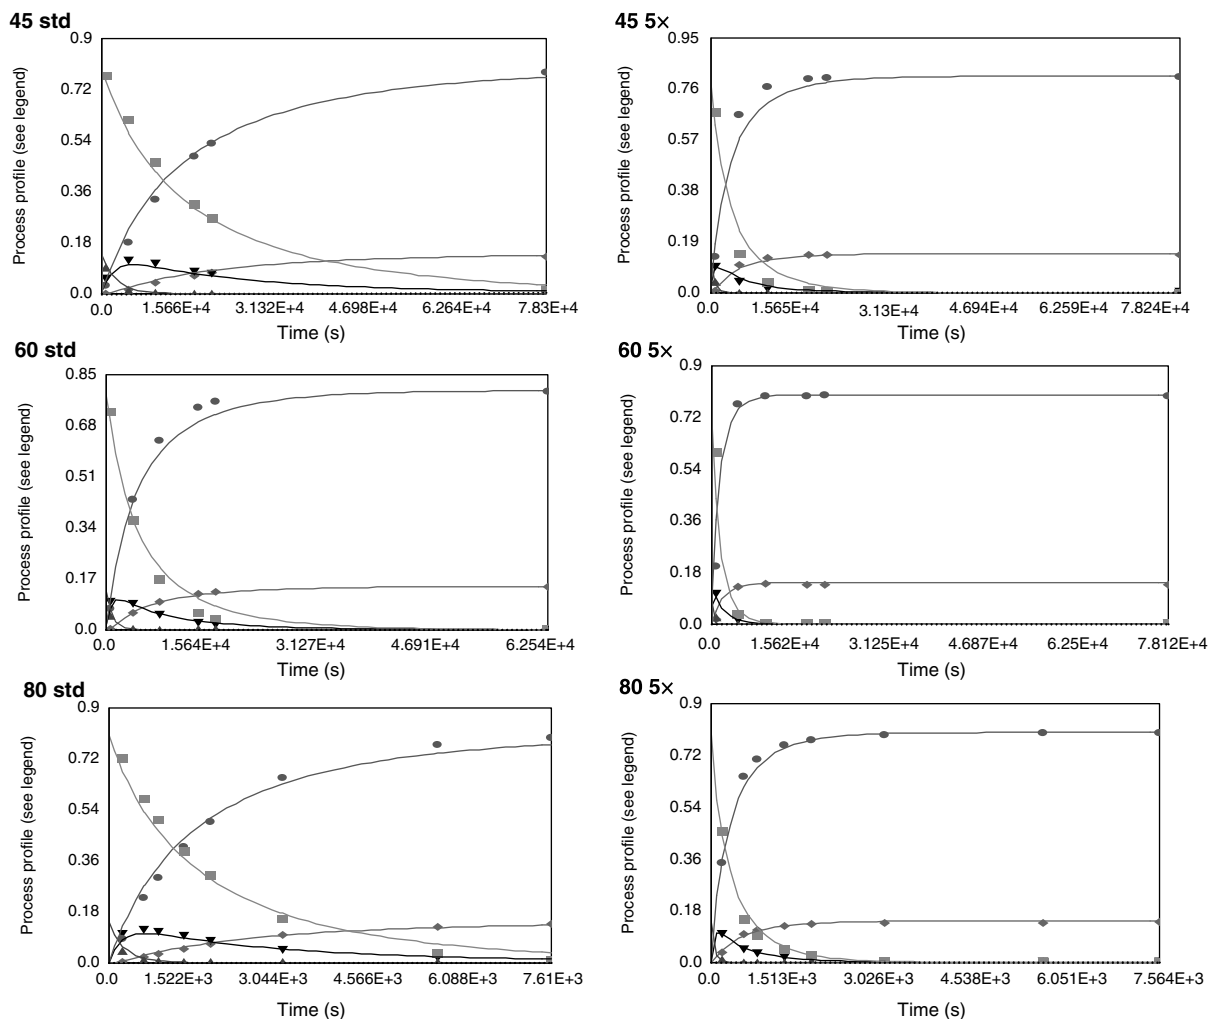 45 std
0.9
0.72
0.54
0.36
0.18
0.0
Process profile (see legend)
0.0 1.566E+4 3.132E+4 4.698E+4 6.264E+4 7.83E+4
Time (s)
45 5×
0.95
0.76
0.57
0.38
0.19
0.0
Process profile (see legend)
0.0 1.565E+4 3.13E+4 4.694E+4 6.259E+4 7.824E+4
Time (s)
60 std
0.85
0.68
0.51
0.34
0.17
0.0
Process profile (see legend)
0.0 1.564E+4 3.127E+4 4.691E+4 6.254E+4
Time (s)
60 5×
0.9
0.72
0.54
0.36
0.18
0.0
Process profile (see legend)
0.0 1.562E+4 3.125E+4 4.687E+4 6.25E+4 7.812E+4
Time (s)
80 std
0.9
0.72
0.54
0.36
0.18
0.0
Process profile (see legend)
0.0 1.522E+3 3.044E+3 4.566E+3 6.088E+3 7.61E+3
Time (s)
80 5×
0.9
0.72
0.54
0.36
0.18
0.0
Process profile (see legend)
0.0 1.513E+3 3.026E+3 4.538E+3 6.051E+3 7.564E+3
Time (s)